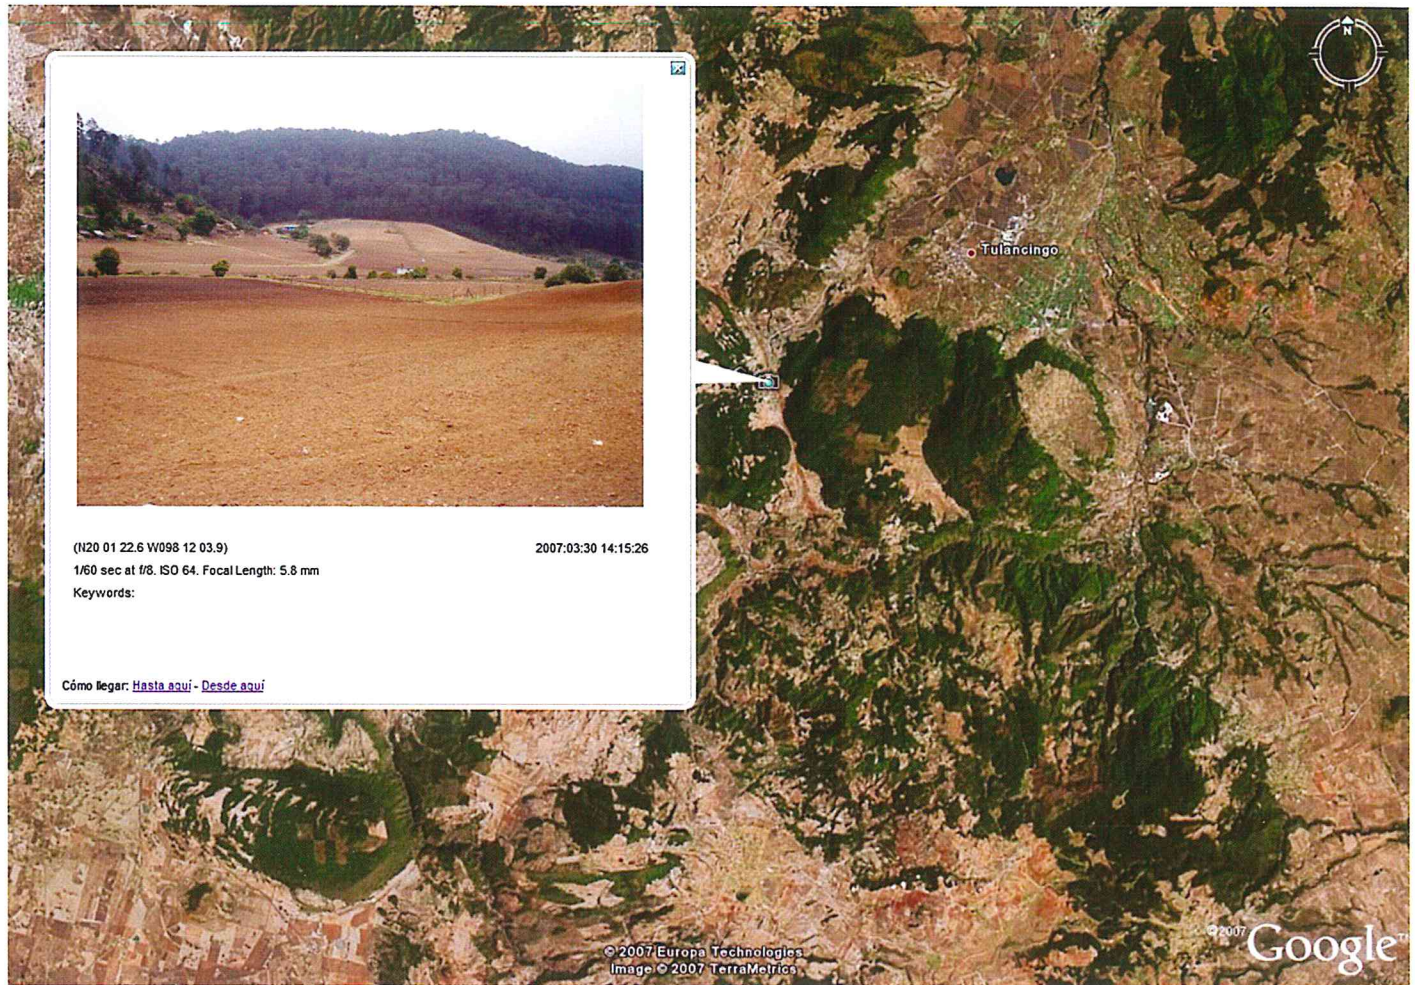 N
Tulancingo
(N20 01 22.6 W098 12 03.9) 2007:03:30 14:15:26
1/60 sec at f/8. ISO 64. Focal Length: 5.8 mm
Keywords:
Cómo llegar: Hasta aquí - Desde aquí
© 2007 Europa Technologies
Image © 2007 TerraMetrics
©2007 Google™